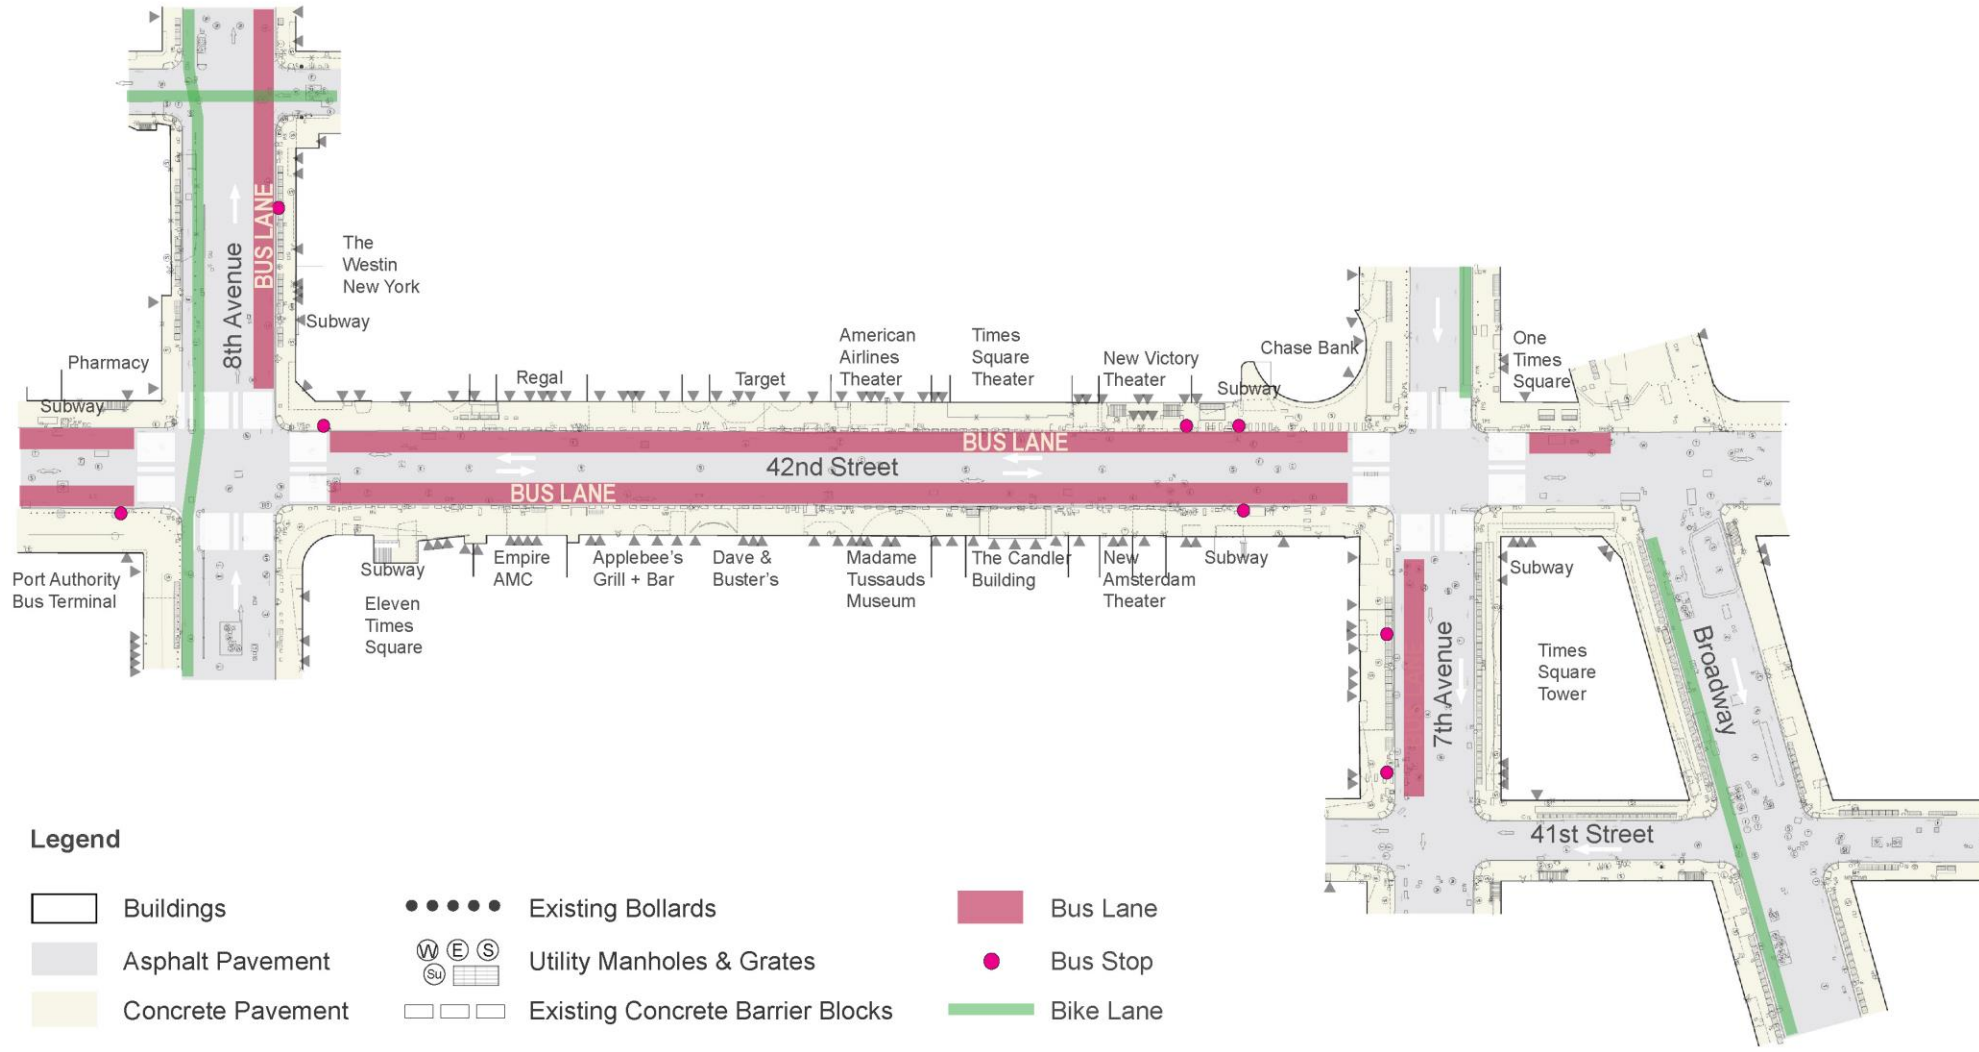 The
Westin
New York
8th Avenue
BUS LANE
Subway
Pharmacy
Subway
Regal
Target
American
Airlines
Theater
Times
Square
Theater
New Victory
Theater
Subway
Chase Bank
One
Times
Square
BUS LANE
42nd Street
BUS LANE
Port Authority
Bus Terminal
Subway
Eleven
Times
Square
Empire
AMC
Applebee's
Grill + Bar
Dave &
Buster's
Madame
Tussauds
Museum
The Candler
Building
New
Amsterdam
Theater
Subway
Subway
7th Avenue
Times
Square
Tower
Broadway
41st Street
Legend
Buildings
Asphalt Pavement
Concrete Pavement
Existing Bollards
W E S
Su
Utility Manholes & Grates
Existing Concrete Barrier Blocks
Bus Lane
Bus Stop
Bike Lane